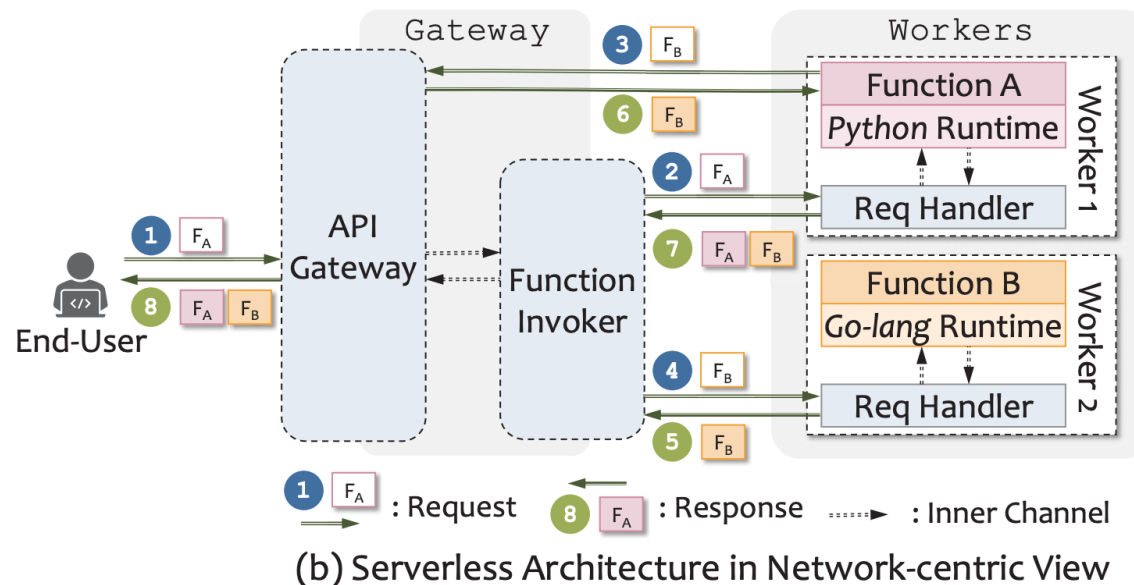 Gateway
Workers
3 F_B
6 F_B
Function A
Python Runtime
Req Handler
Worker 1
2 F_A
7 F_A F_B
1 F_A
8 F_A F_B
End-User
</>
API
Gateway
Function
Invoker
Function B
Go-lang Runtime
Req Handler
Worker 2
4 F_B
5 F_B
1 F_A : Request
8 F_A : Response
: Inner Channel
(b) Serverless Architecture in Network-centric View